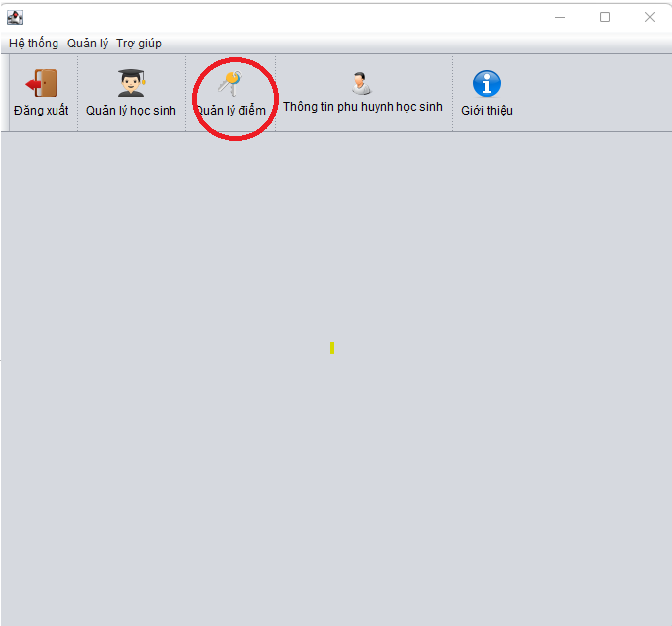 Hệ thống Quản lý Trợ giúp
Đăng xuất Quản lý học sinh Quản lý điểm Thông tin phu huynh học sinh Giới thiệu